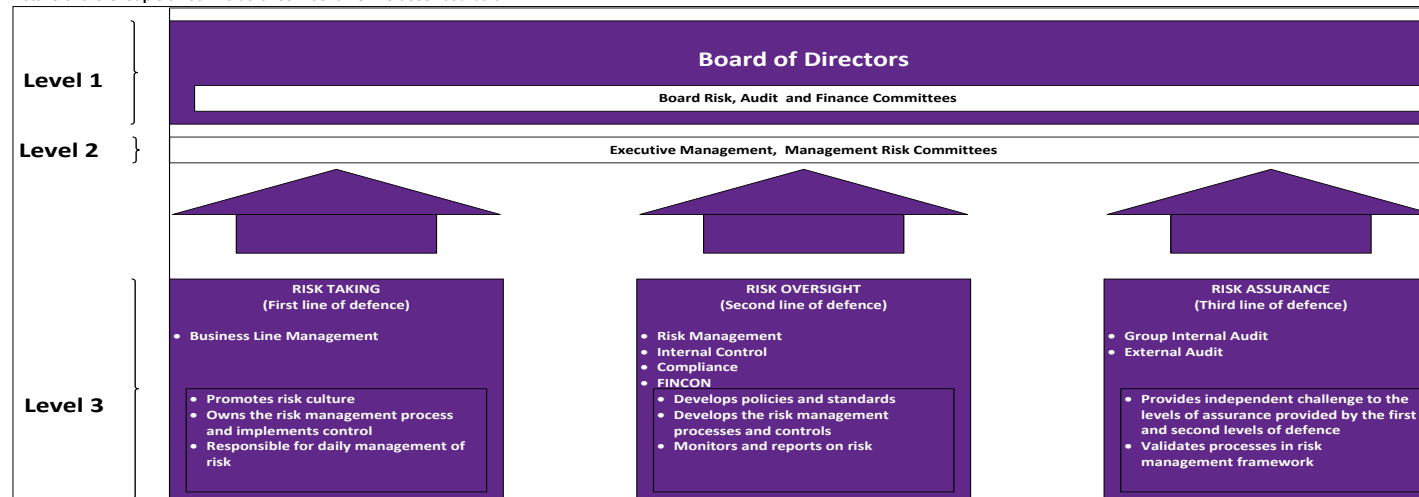 Board of Directors
Level 1
Board Risk, Audit and Finance Committees
Level 2
Executive Management, Management Risk Committees
RISK TAKING
(First line of defence)
• Business Line Management
• Promotes risk culture
• Owns the risk management process
and implements control
• Responsible for daily management of
risk
RISK OVERSIGHT
(Second line of defence)
• Risk Management
• Internal Control
• Compliance
• FINCON
• Develops policies and standards
• Develops the risk management
processes and controls
• Monitors and reports on risk
RISK ASSURANCE
(Third line of defence)
• Group Internal Audit
• External Audit
• Provides independent challenge to the
levels of assurance provided by the first
and second levels of defence
• Validates processes in risk
management framework
Level 3